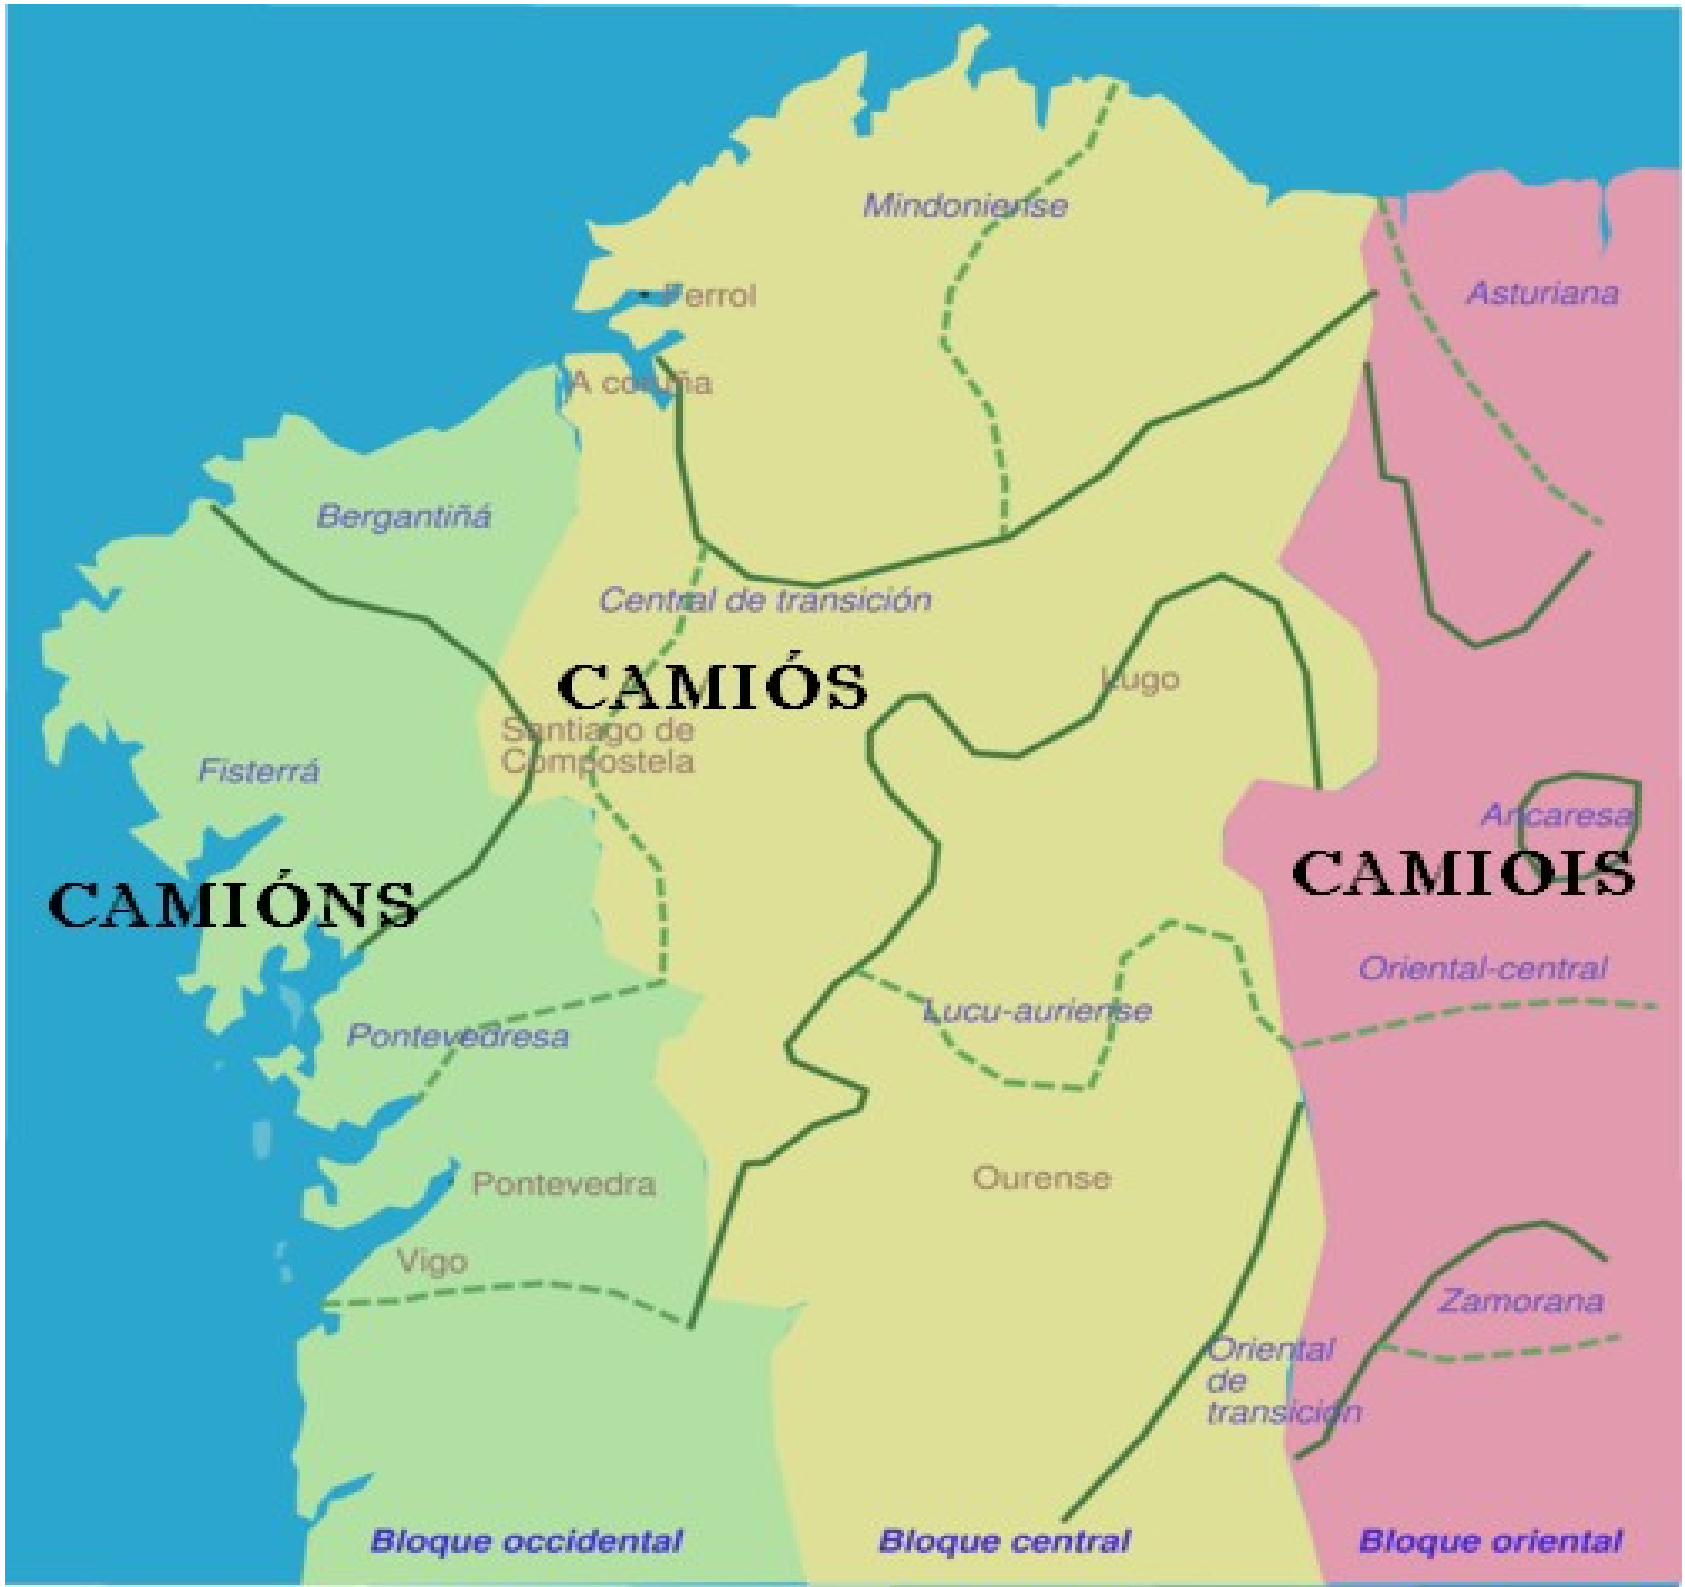 Mindoniense
Ferrol
Asturiana
A coruña
Bergantiñá
Central de transición
CAMIÓS
Lugo
Santiago de
Compostela
Fisterrá
Ancaresa
CAMIÓNS
CAMIOIS
Oriental-central
Lucu-auriense
Pontevedresa
Pontevedra
Ourense
Vigo
Zamorana
Oriental
de
transición
Bloque occidental
Bloque central
Bloque oriental